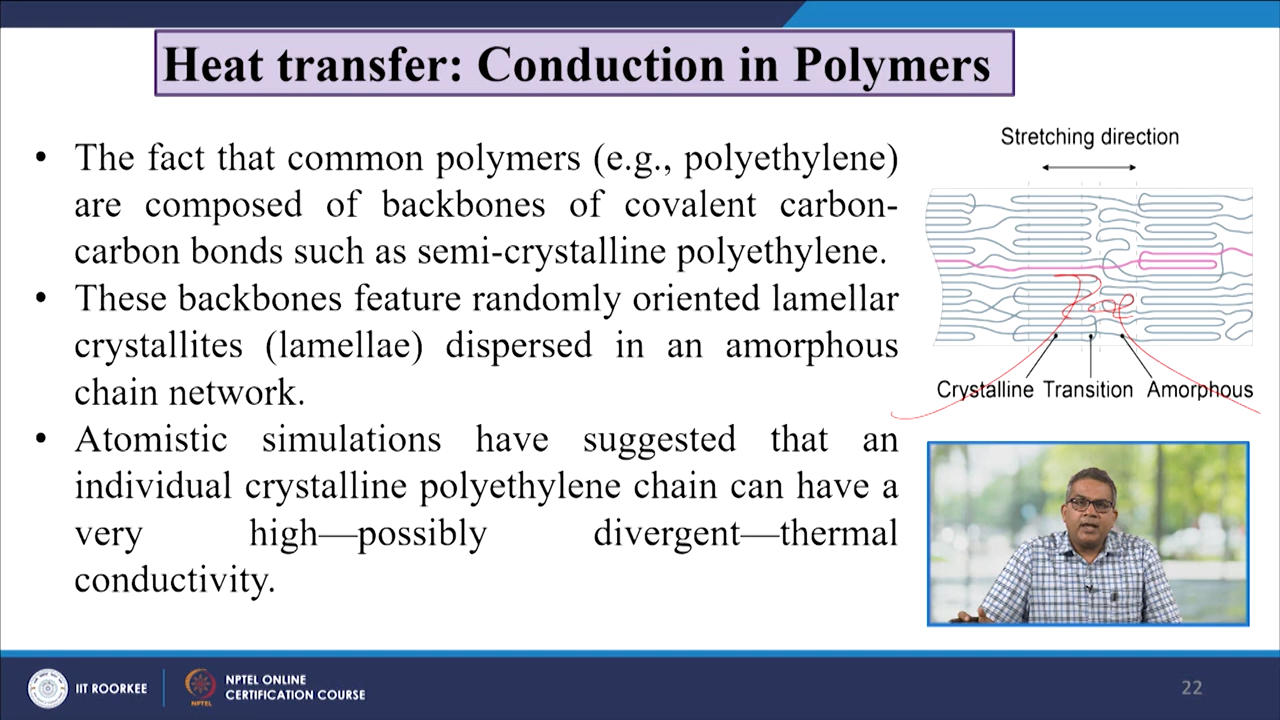 Heat transfer: Conduction in Polymers
• The fact that common polymers (e.g., polyethylene)
are composed of backbones of covalent carbon-
carbon bonds such as semi-crystalline polyethylene.
• These backbones feature randomly oriented lamellar
crystallites (lamellae) dispersed in an amorphous
chain network.
• Atomistic simulations have suggested that an
individual crystalline polyethylene chain can have a
very high—possibly divergent—thermal
conductivity.
Stretching direction
Crystalline Transition Amorphous
IIT ROORKEE
NPTEL
NPTEL ONLINE
CERTIFICATION COURSE
22